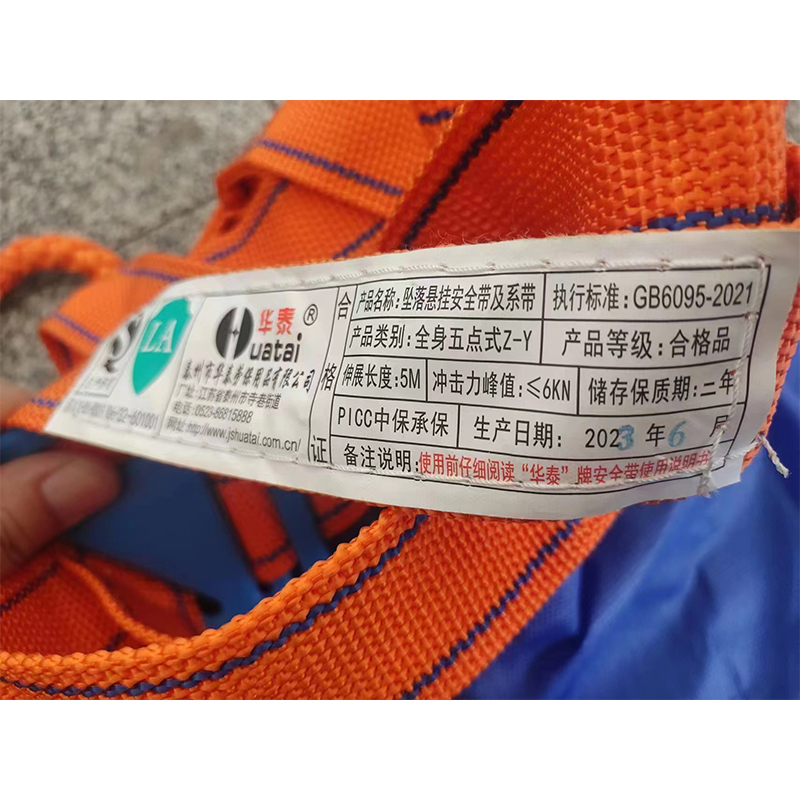 LA
华泰®
Huatai
泰州市华泰劳保用品有限公司
厂址:江苏省泰州市寺巷街道
电话:0523-86815888
网址:http://www.jshuatai.com.cn/
合格证
产品名称:坠落悬挂安全带及系带
执行标准:GB6095-2021
产品类别:全身五点式Z-Y
产品等级:合格品
伸展长度:5M
冲击力峰值:≤6KN
储存保质期:二年
PICC中保承保
生产日期: 2023年6月
备注说明:使用前仔细阅读“华泰”牌安全带使用说明书